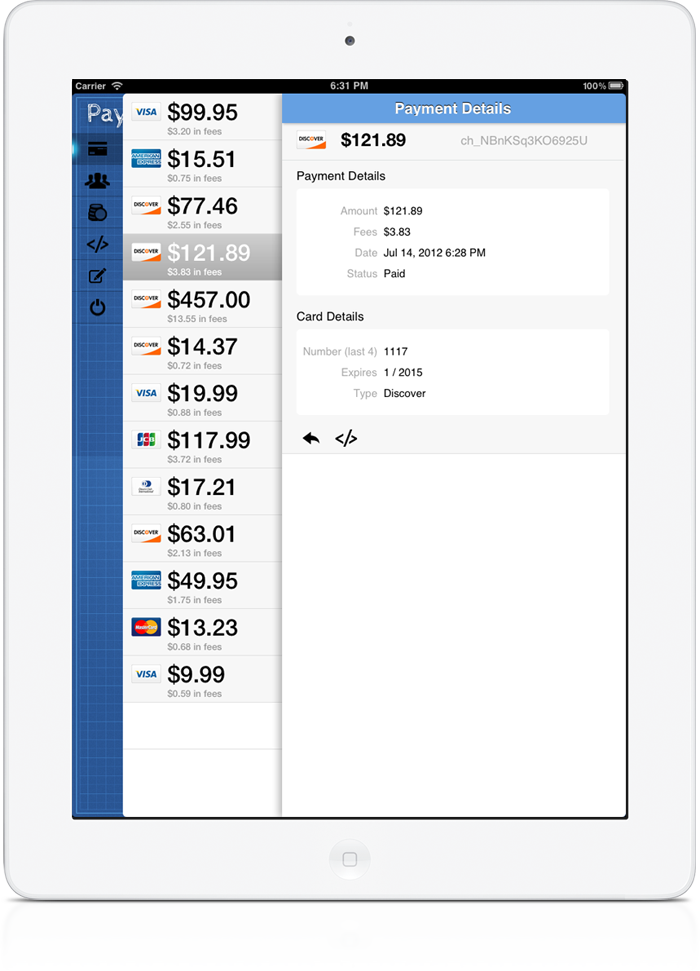 Carrier 6:31 PM 100%
Pay
VISA $99.95
$3.20 in fees
AMERICAN EXPRESS $15.51
$0.75 in fees
DISCOVER $77.46
$2.55 in fees
DISCOVER $121.89
$3.83 in fees
DISCOVER $457.00
$13.55 in fees
DISCOVER $14.37
$0.72 in fees
VISA $19.99
$0.88 in fees
JCB $117.99
$3.72 in fees
$17.21
$0.80 in fees
DISCOVER $63.01
$2.13 in fees
AMERICAN EXPRESS $49.95
$1.75 in fees
MasterCard $13.23
$0.68 in fees
VISA $9.99
$0.59 in fees
Payment Details
DISCOVER $121.89 ch_NBnKSq3KO6925U
Payment Details
Amount $121.89
Fees $3.83
Date Jul 14, 2012 6:28 PM
Status Paid
Card Details
Number (last 4) 1117
Expires 1 / 2015
Type Discover